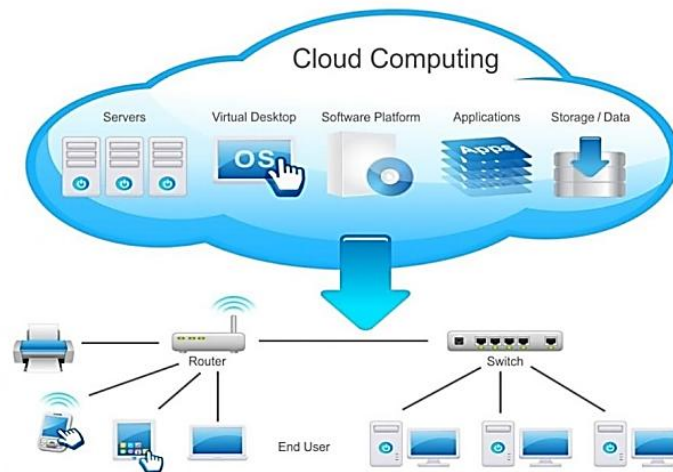 Cloud Computing
Servers
Virtual Desktop
Software Platform
Applications
Storage / Data
OS
Apps
Router
Switch
End User